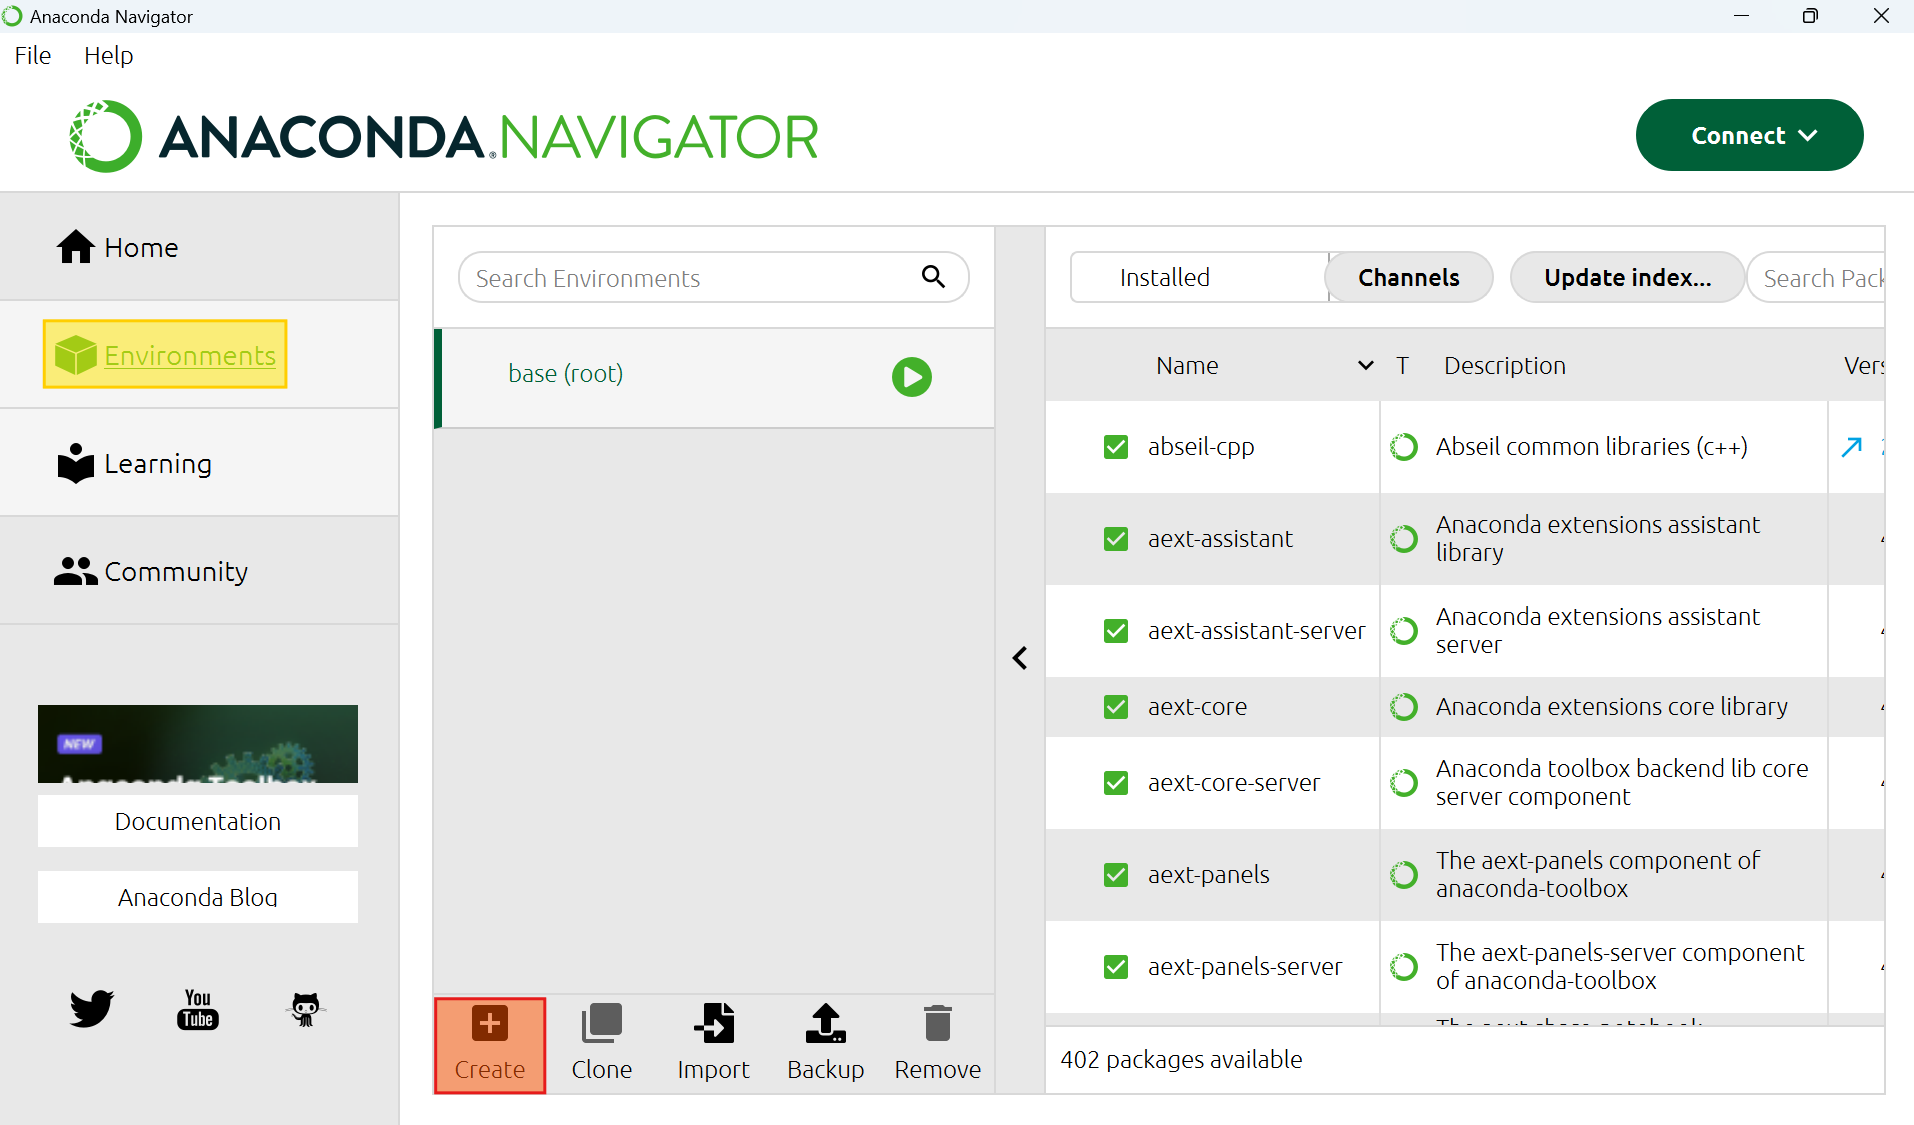 Anaconda Navigator
File Help
ANACONDA.NAVIGATOR
Connect
Home
Environments
Learning
Community
NEW
Anaconda Toolbox
Documentation
Anaconda Blog
You
Tube
Search Environments
base (root)
Create Clone Import Backup Remove
Installed Channels Update index... Search Pack
Name T Description Vers
abseil-cpp Abseil common libraries (c++)
aext-assistant Anaconda extensions assistant
library
aext-assistant-server Anaconda extensions assistant
server
aext-core Anaconda extensions core library
aext-core-server Anaconda toolbox backend lib core
server component
aext-panels The aext-panels component of
anaconda-toolbox
aext-panels-server The aext-panels-server component
of anaconda-toolbox
402 packages available